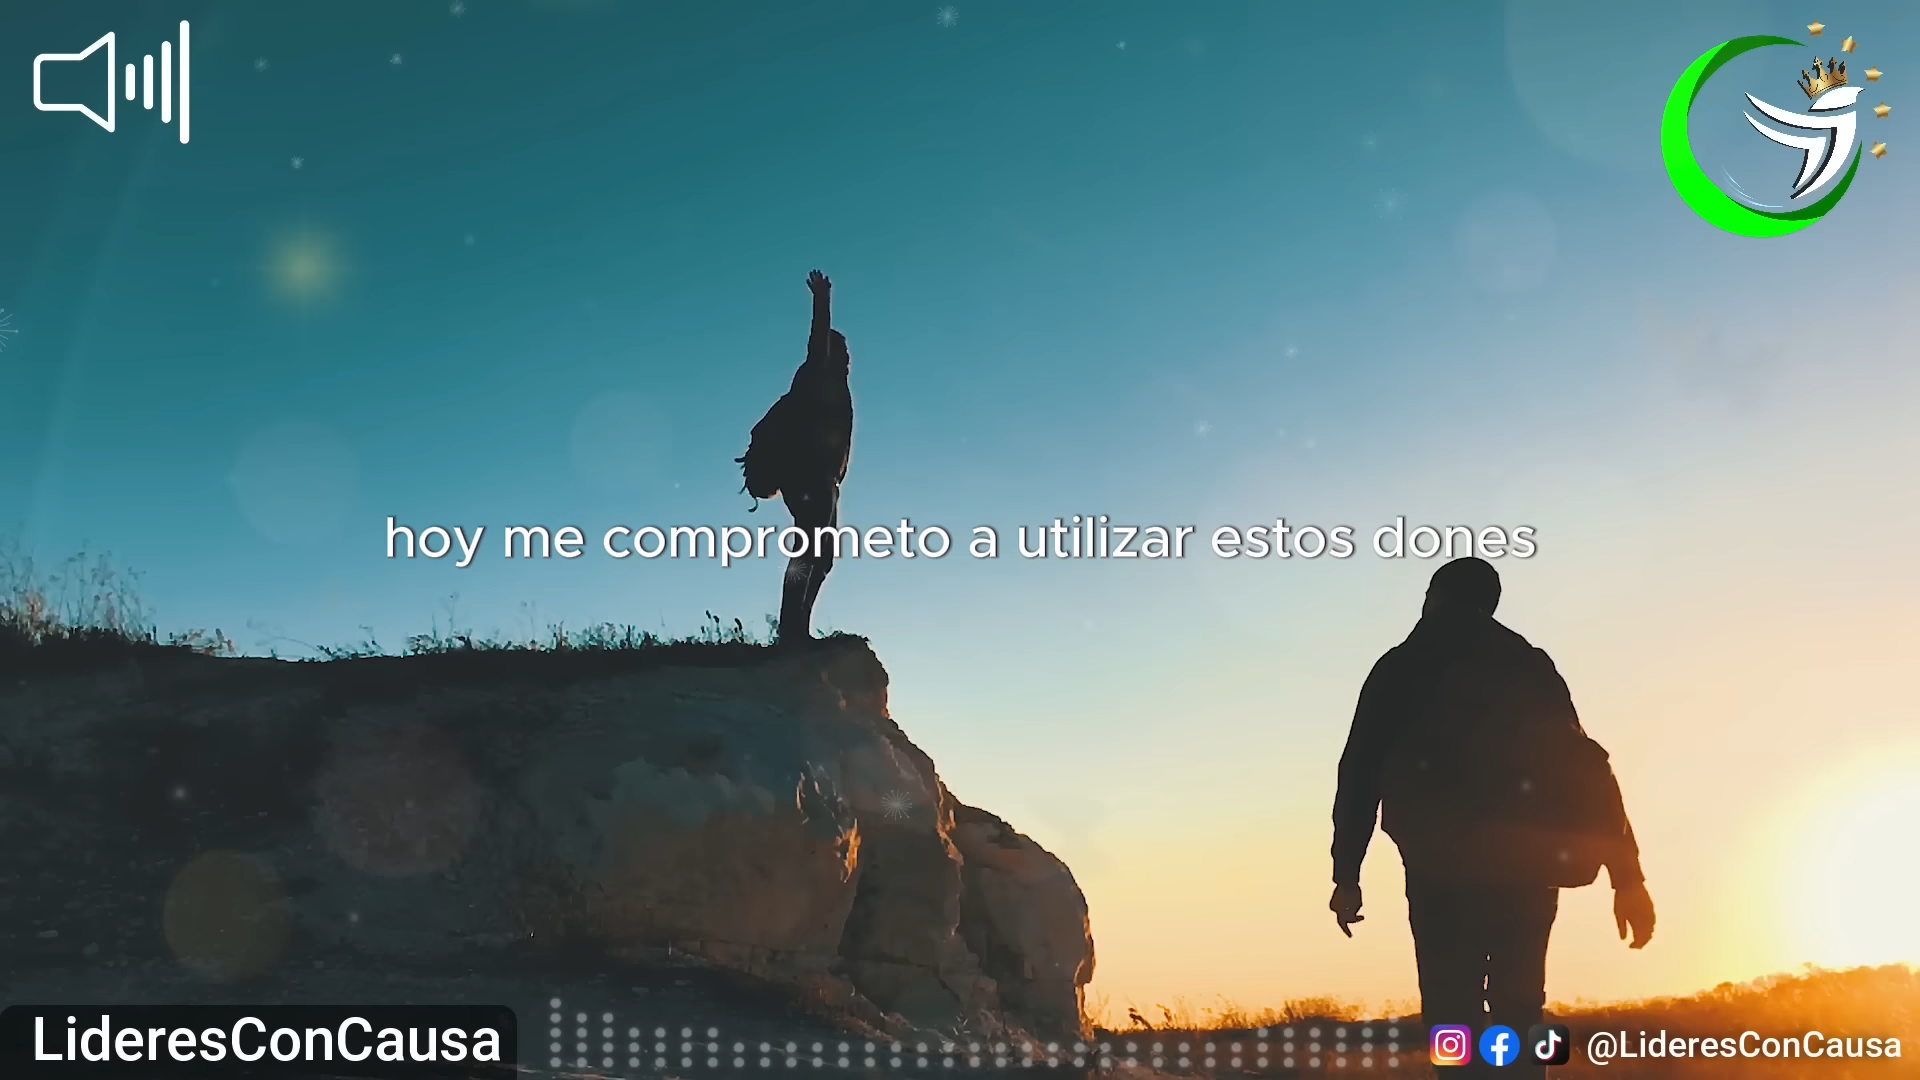 hoy me comprometo a utilizar estos dones
LideresConCausa
@LideresConCausa